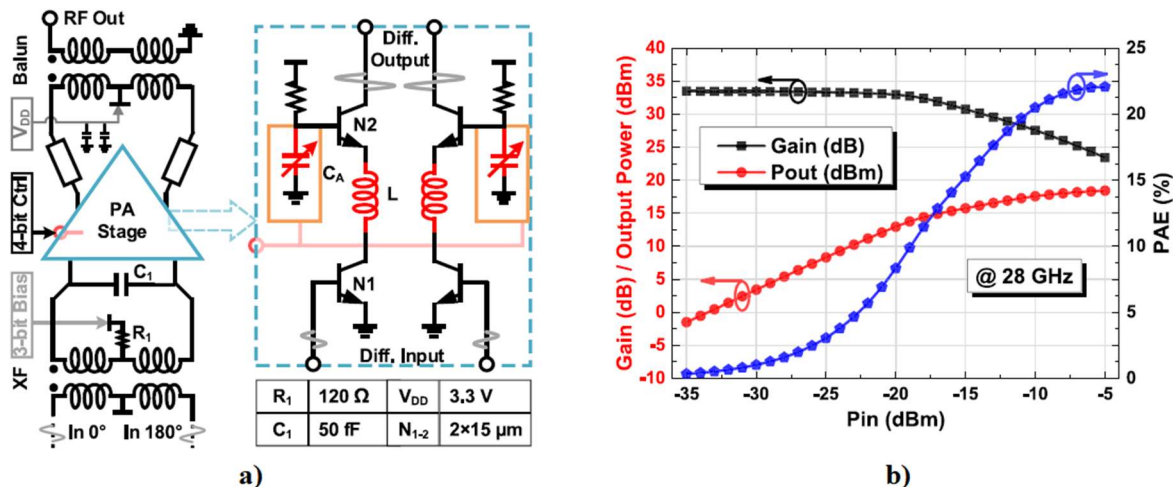 RF Out
Balun
V_DD
4-bit Ctrl
PA
Stage
C₁
3-bit Bias
R₁
XF
In 0° In 180°
Diff.
Output
N2
C_A
L
N1
Diff. Input
R₁ 120 Ω V_DD 3.3 V
C₁ 50 fF N₁₋₂ 2×15 µm
a)
Gain (dB) / Output Power (dBm)
40
35
30
25
20
15
10
5
0
-5
-10
Gain (dB)
Pout (dBm)
@ 28 GHz
25
20
15
10
5
0
PAE (%)
-35 -30 -25 -20 -15 -10 -5
Pin (dBm)
b)